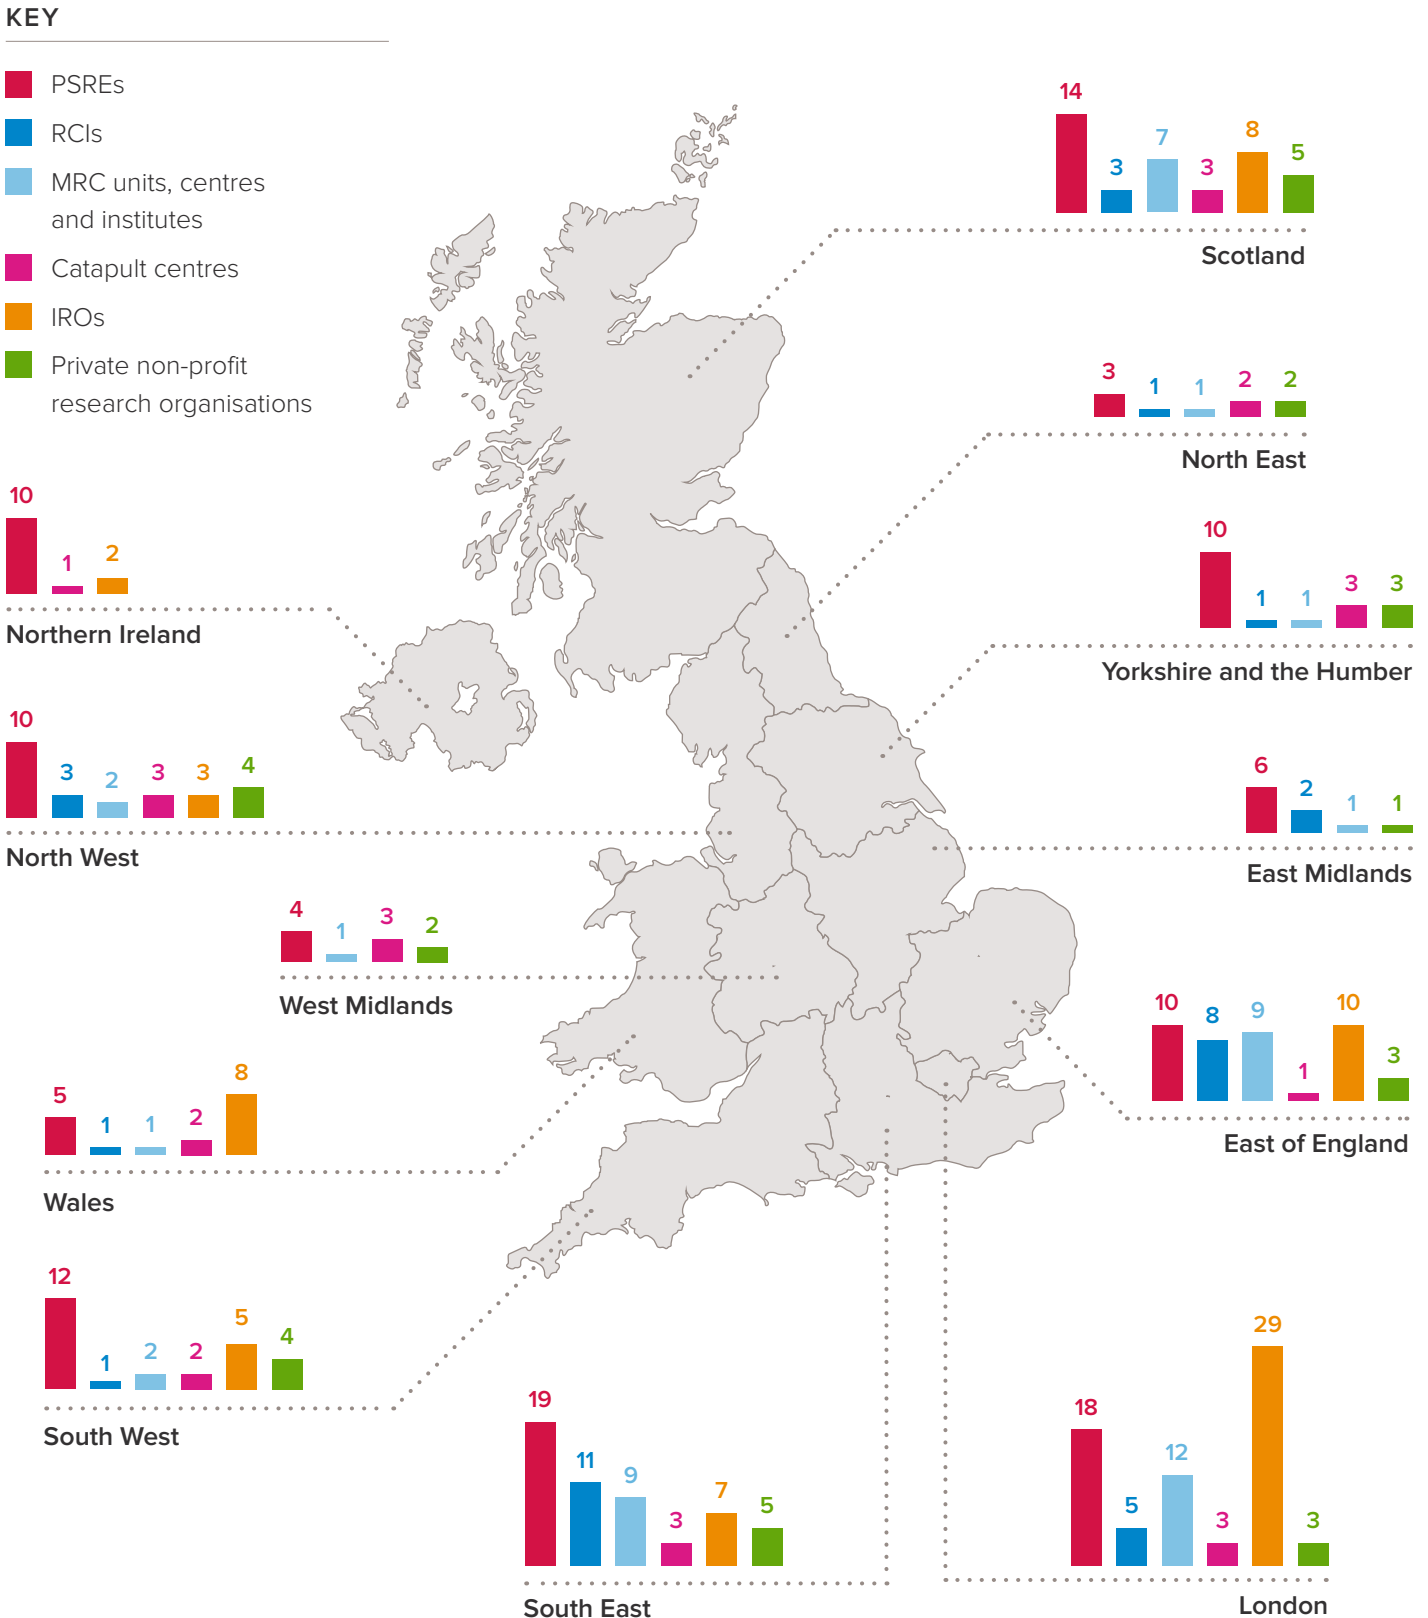 KEY
PSREs
RCIs
MRC units, centres
and institutes
Catapult centres
IROs
Private non-profit
research organisations
14
3
7
3
8
5
Scotland
3
1
1
2
2
North East
10
1
2
Northern Ireland
10
1
1
3
3
Yorkshire and the Humber
10
3
2
3
3
4
North West
6
2
1
1
East Midlands
4
1
3
2
West Midlands
10
8
9
1
10
3
East of England
5
1
1
2
8
Wales
12
1
2
2
5
4
South West
19
11
9
3
7
5
South East
18
5
12
3
29
3
London